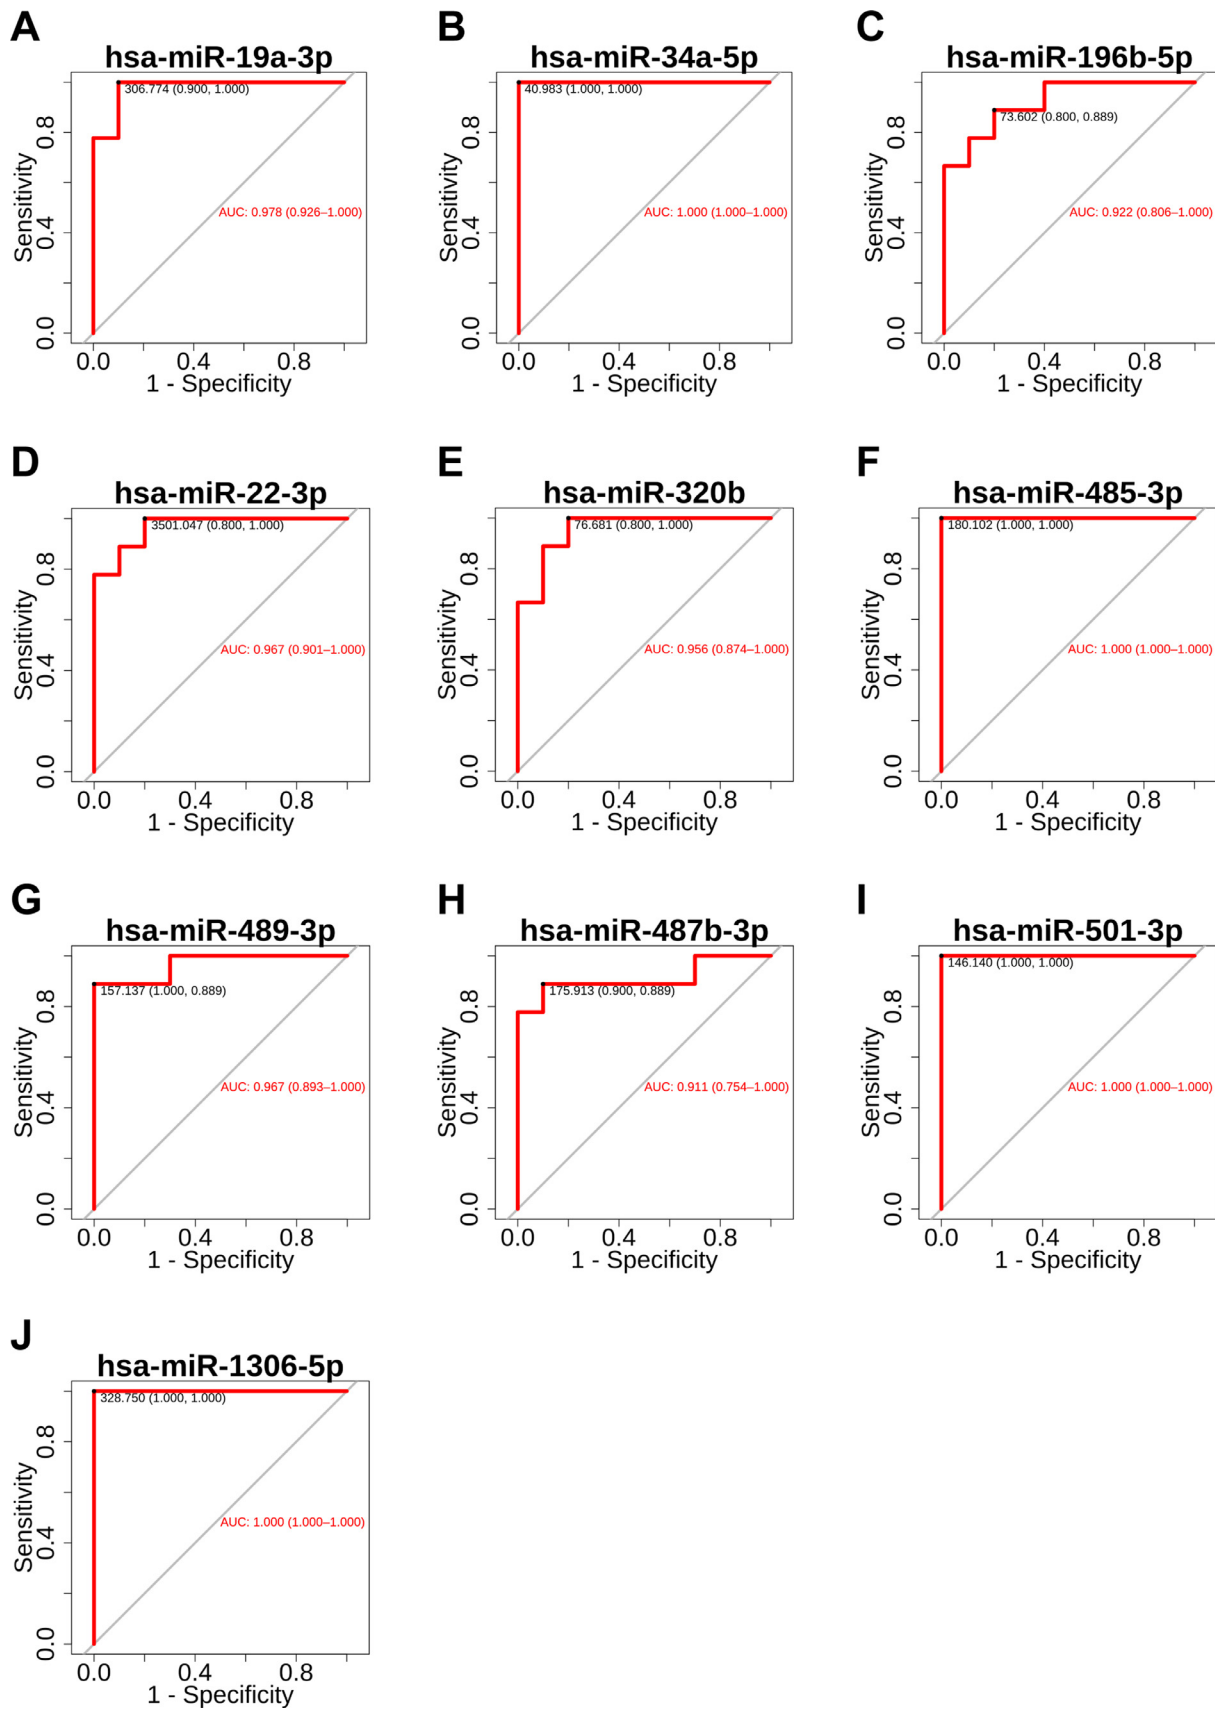 A
hsa-miR-19a-3p
306.774 (0.900, 1.000)
AUC: 0.978 (0.926–1.000)
Sensitivity
0.0 0.4 0.8
0.0 0.4 0.8
1 - Specificity
B
hsa-miR-34a-5p
40.983 (1.000, 1.000)
AUC: 1.000 (1.000–1.000)
Sensitivity
0.0 0.4 0.8
0.0 0.4 0.8
1 - Specificity
C
hsa-miR-196b-5p
73.602 (0.800, 0.889)
AUC: 0.922 (0.806–1.000)
Sensitivity
0.0 0.4 0.8
0.0 0.4 0.8
1 - Specificity
D
hsa-miR-22-3p
3501.047 (0.800, 1.000)
AUC: 0.967 (0.901–1.000)
Sensitivity
0.0 0.4 0.8
0.0 0.4 0.8
1 - Specificity
E
hsa-miR-320b
76.681 (0.800, 1.000)
AUC: 0.956 (0.874–1.000)
Sensitivity
0.0 0.4 0.8
0.0 0.4 0.8
1 - Specificity
F
hsa-miR-485-3p
180.102 (1.000, 1.000)
AUC: 1.000 (1.000–1.000)
Sensitivity
0.0 0.4 0.8
0.0 0.4 0.8
1 - Specificity
G
hsa-miR-489-3p
157.137 (1.000, 0.889)
AUC: 0.967 (0.893–1.000)
Sensitivity
0.0 0.4 0.8
0.0 0.4 0.8
1 - Specificity
H
hsa-miR-487b-3p
175.913 (0.900, 0.889)
AUC: 0.911 (0.754–1.000)
Sensitivity
0.0 0.4 0.8
0.0 0.4 0.8
1 - Specificity
I
hsa-miR-501-3p
146.140 (1.000, 1.000)
AUC: 1.000 (1.000–1.000)
Sensitivity
0.0 0.4 0.8
0.0 0.4 0.8
1 - Specificity
J
hsa-miR-1306-5p
328.750 (1.000, 1.000)
AUC: 1.000 (1.000–1.000)
Sensitivity
0.0 0.4 0.8
0.0 0.4 0.8
1 - Specificity